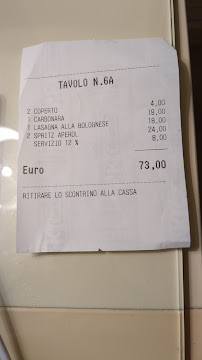 TAVOLO N.6A
2 COPERTO 4,00
1 CARBONARA 19,00
1 LASAGNA ALLA BOLOGNESE 18,00
2 SPRITZ APEROL 24,00
SERVIZIO 12 % 8,00
Euro 73,00
RITIRARE LO SCONTRINO ALLA CASSA